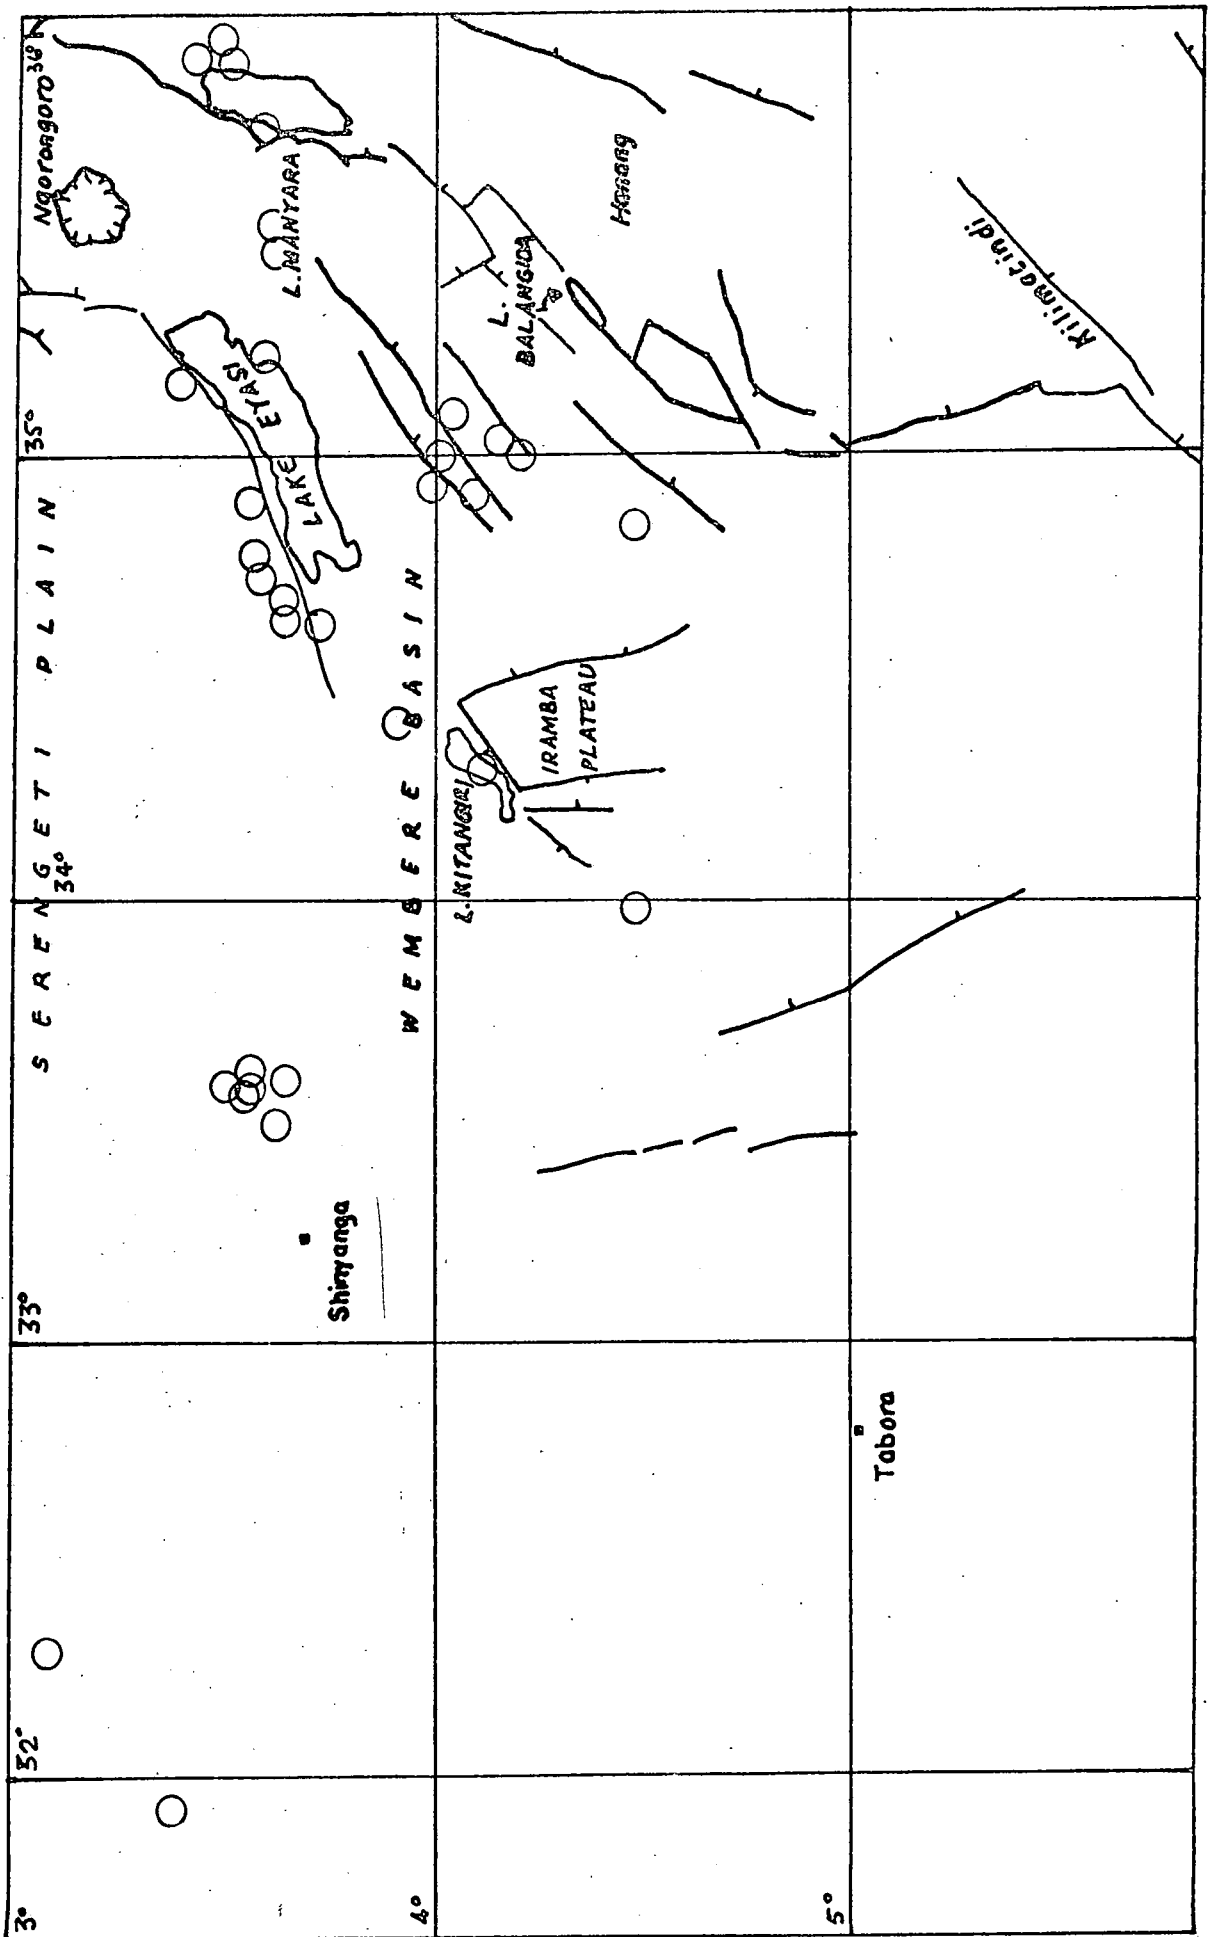 3°
32°
33°
34°
35°
36°
4°
5°
SERENGETI PLAIN
Ngorongoro
LAKE EYASI
L. MANYARA
WEMBERE BASIN
Shinyanga
L. KITANGIRI
IRAMBA
PLATEAU
L.
BALANGIDA
Hanang
Tabora
Kilimatindi